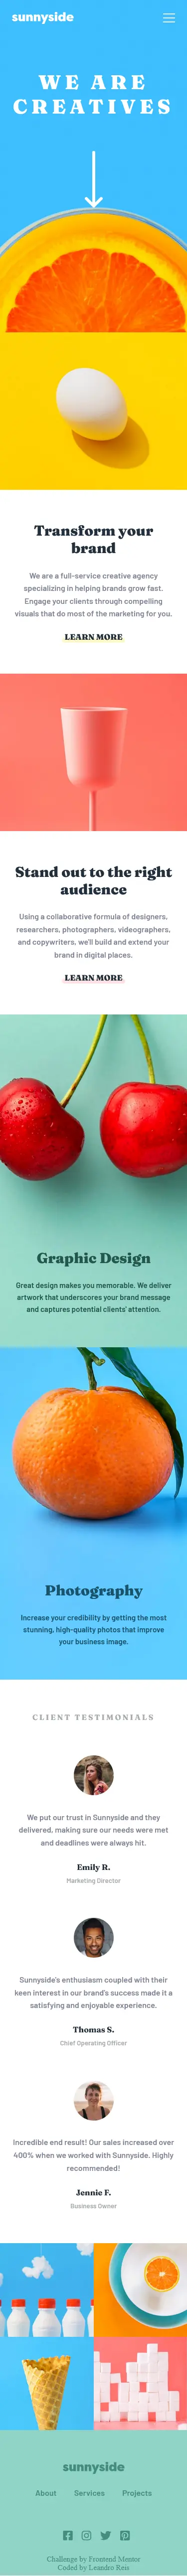 sunnyside
WE ARE
CREATIVES
Transform your
brand
We are a full-service creative agency
specializing in helping brands grow fast.
Engage your clients through compelling
visuals that do most of the marketing for you.
LEARN MORE
Stand out to the right
audience
Using a collaborative formula of designers,
researchers, photographers, videographers,
and copywriters, we'll build and extend your
brand in digital places.
LEARN MORE
Graphic Design
Great design makes you memorable. We deliver
artwork that underscores your brand message
and captures potential clients' attention.
Photography
Increase your credibility by getting the most
stunning, high-quality photos that improve
your business image.
CLIENT TESTIMONIALS
We put our trust in Sunnyside and they
delivered, making sure our needs were met
and deadlines were always hit.
Emily R.
Marketing Director
Sunnyside's enthusiasm coupled with their
keen interest in our brand's success made it a
satisfying and enjoyable experience.
Thomas S.
Chief Operating Officer
Incredible end result! Our sales increased over
400% when we worked with Sunnyside. Highly
recommended!
Jennie F.
Business Owner
sunnyside
About Services Projects
Challenge by Frontend Mentor
Coded by Leandro Reis